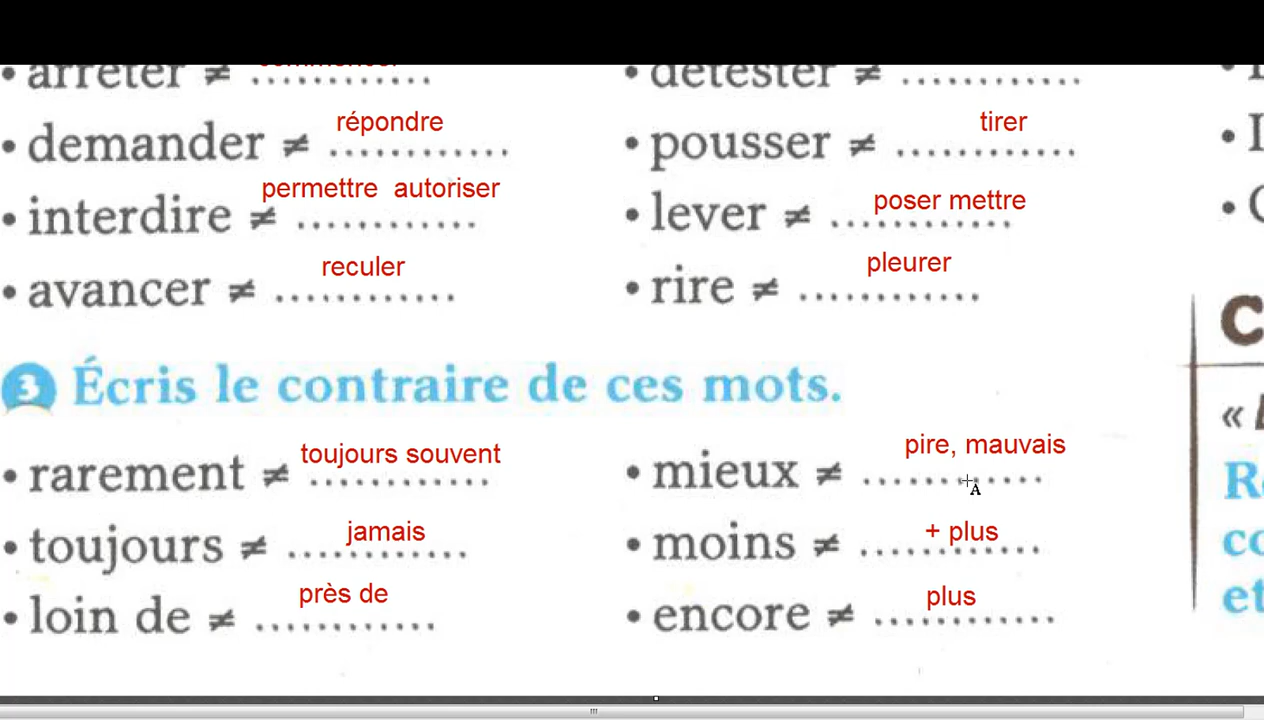 • arrêter ≠ commencer ............
• détester ≠ ............
• demander ≠ répondre ............
• pousser ≠ tirer ............
• interdire ≠ permettre autoriser ............
• lever ≠ poser mettre ............
• avancer ≠ reculer ............
• rire ≠ pleurer ............
3 Écris le contraire de ces mots.
• rarement ≠ toujours souvent ............
• mieux ≠ pire, mauvais ............
• toujours ≠ jamais ............
• moins ≠ + plus ............
• loin de ≠ près de ............
• encore ≠ plus ............